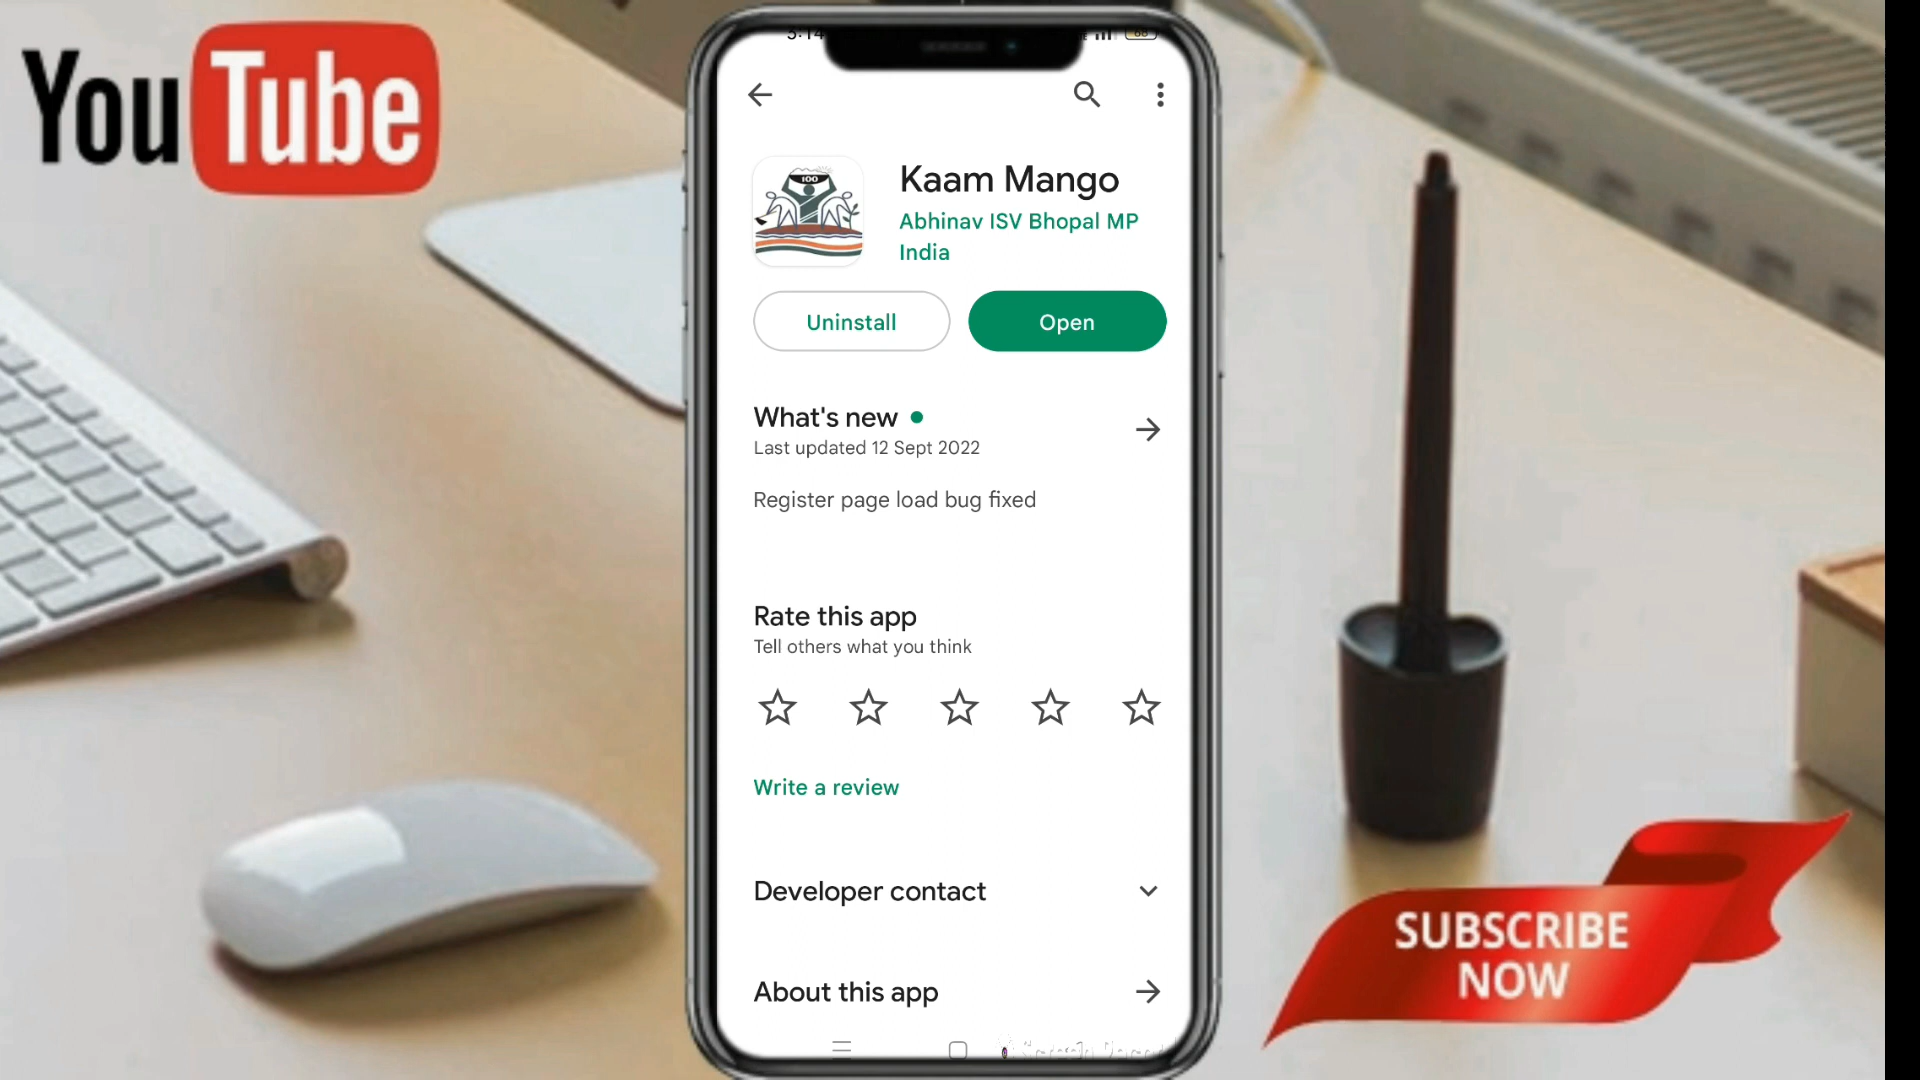 YouTube
Kaam Mango
Abhinav ISV Bhopal MP
India
100
Uninstall
Open
What's new
Last updated 12 Sept 2022
Register page load bug fixed
Rate this app
Tell others what you think
Write a review
Developer contact
About this app
SUBSCRIBE
NOW